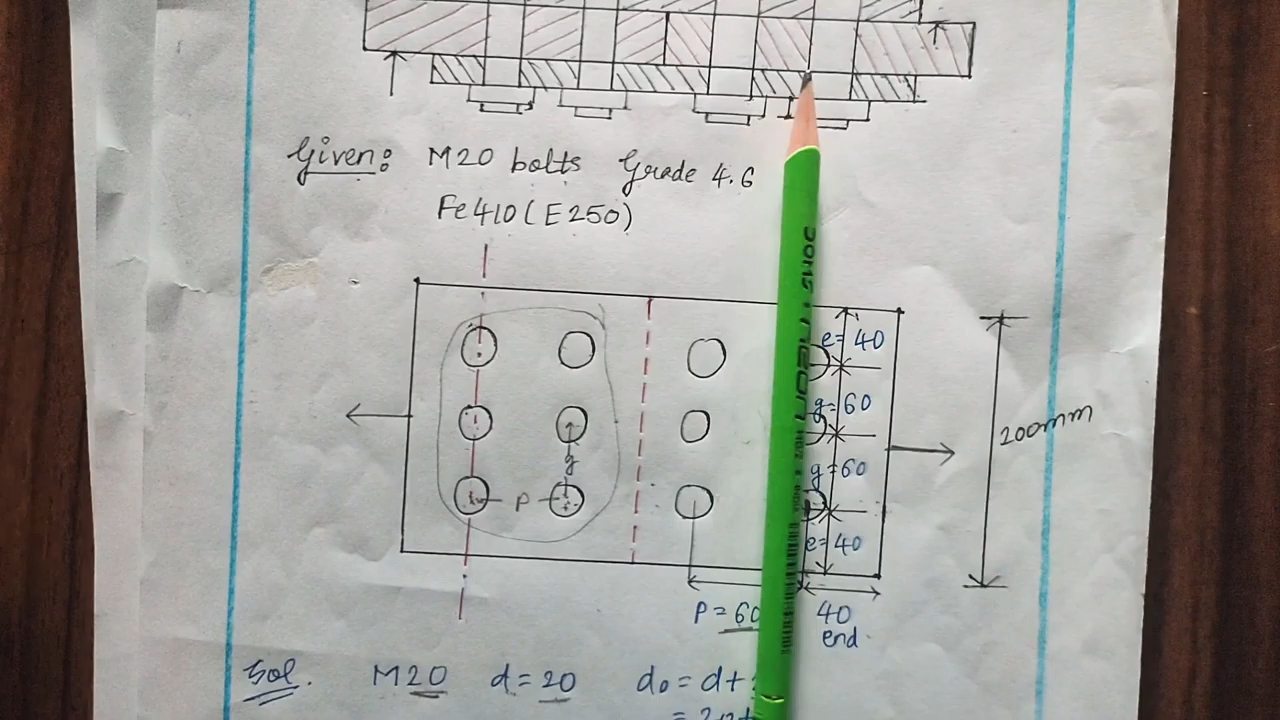 Given: M20 bolts Grade 4.6
Fe410 (E250)
e= 40
g=60
g
g=60
P
e=40
200mm
P=60 40
end
Sol. M20 d=20 do = d+